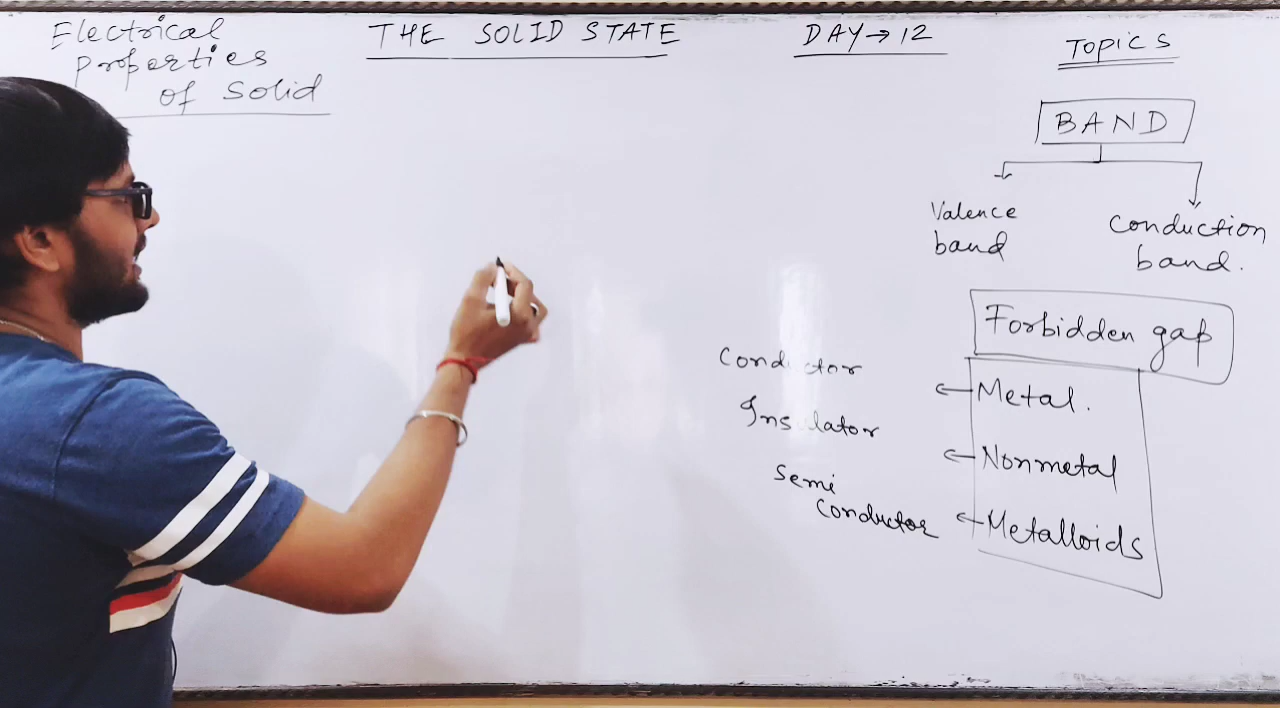 Electrical
Properties
of Solid
THE SOLID STATE
DAY → 12
TOPICS
BAND
Valence
band
Conduction
band.
Forbidden gap
Conductor
← Metal.
Insulator
← Nonmetal
Semi
Conductor
← Metalloids